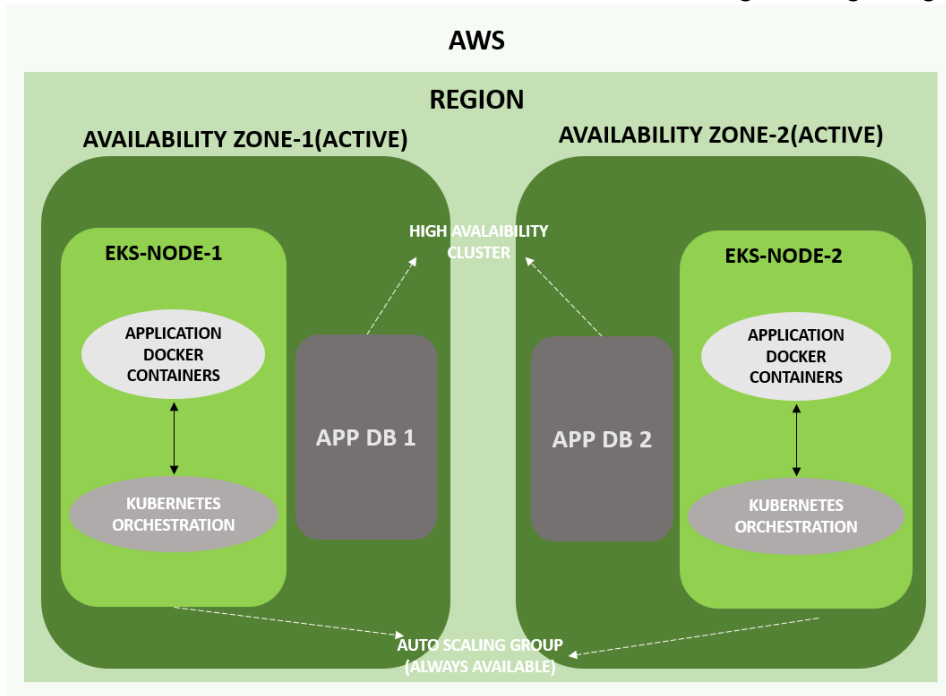 AWS
REGION
AVAILABILITY ZONE-1(ACTIVE)
AVAILABILITY ZONE-2(ACTIVE)
HIGH AVALAIBILITY
CLUSTER
EKS-NODE-1
EKS-NODE-2
APPLICATION
DOCKER
CONTAINERS
APPLICATION
DOCKER
CONTAINERS
APP DB 1
APP DB 2
KUBERNETES
ORCHESTRATION
KUBERNETES
ORCHESTRATION
AUTO SCALING GROUP
(ALWAYS AVAILABLE)